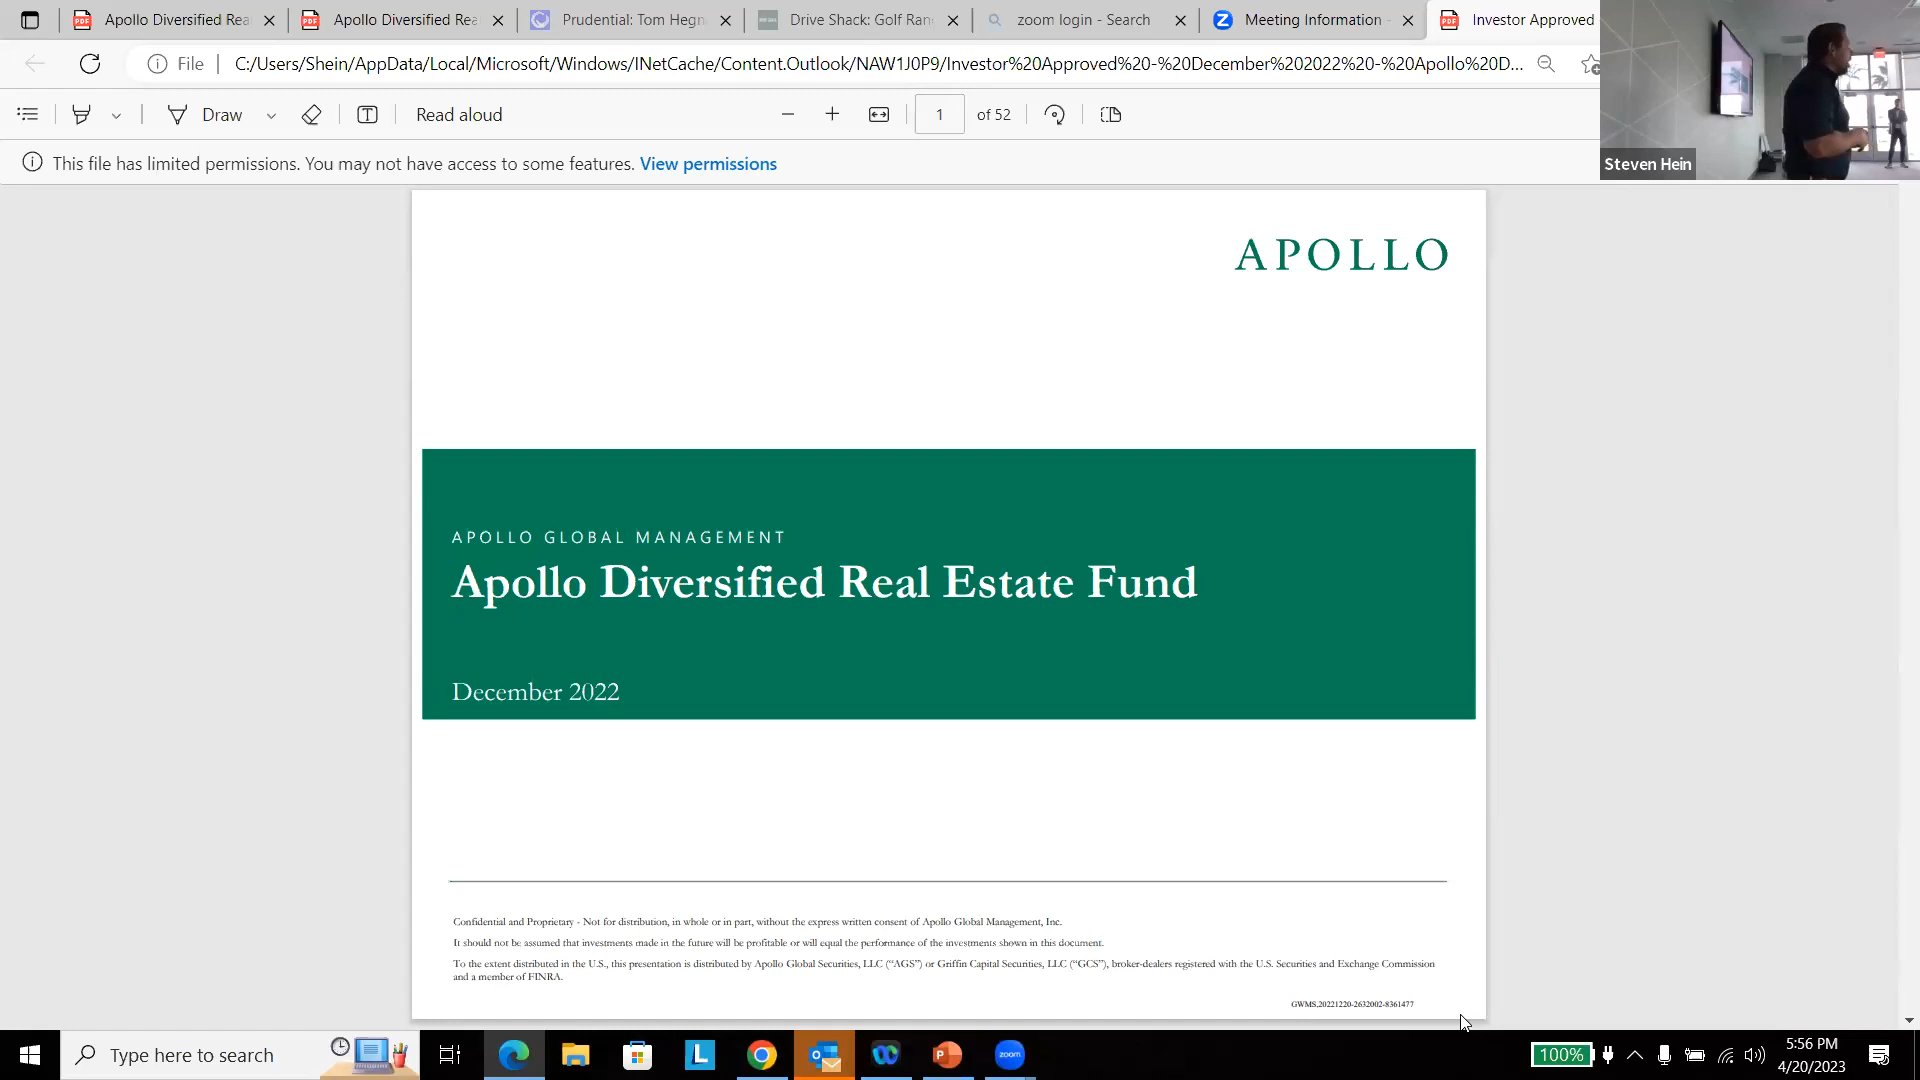 Apollo Diversified Rea
Apollo Diversified Rea
Prudential: Tom Hegn
Drive Shack: Golf Ran
zoom login - Search
Meeting Information -
Investor Approved
File
C:/Users/Shein/AppData/Local/Microsoft/Windows/INetCache/Content.Outlook/NAW1J0P9/Investor%20Approved%20-%20December%202022%20-%20Apollo%20D...
Draw
Read aloud
1
of 52
This file has limited permissions. You may not have access to some features. View permissions
Steven Hein
APOLLO
APOLLO GLOBAL MANAGEMENT
Apollo Diversified Real Estate Fund
December 2022
Confidential and Proprietary - Not for distribution, in whole or in part, without the express written consent of Apollo Global Management, Inc.
It should not be assumed that investments made in the future will be profitable or will equal the performance of the investments shown in this document.
To the extent distributed in the U.S., this presentation is distributed by Apollo Global Securities, LLC (“AGS”) or Griffin Capital Securities, LLC (“GCS”), broker-dealers registered with the U.S. Securities and Exchange Commission
and a member of FINRA.
GWMS,20221220-2632002-8361477
Type here to search
zoom
100%
5:56 PM
4/20/2023